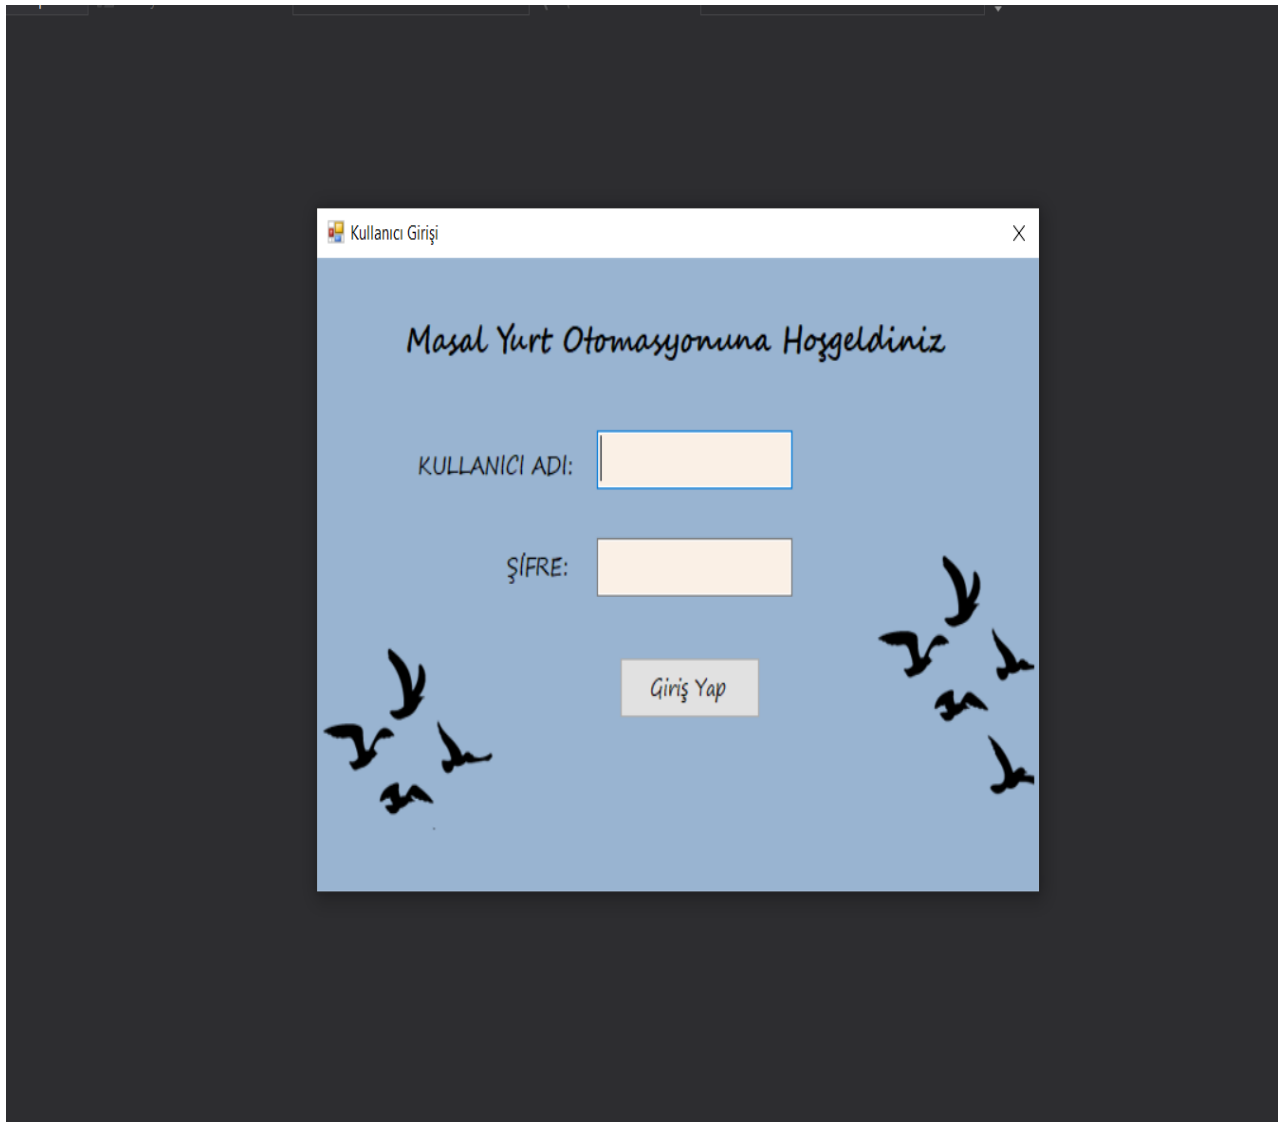 Kullanıcı Girişi
Masal Yurt Otomasyonuna Hoşgeldiniz
KULLANICI ADI:
ŞİFRE:
Giriş Yap